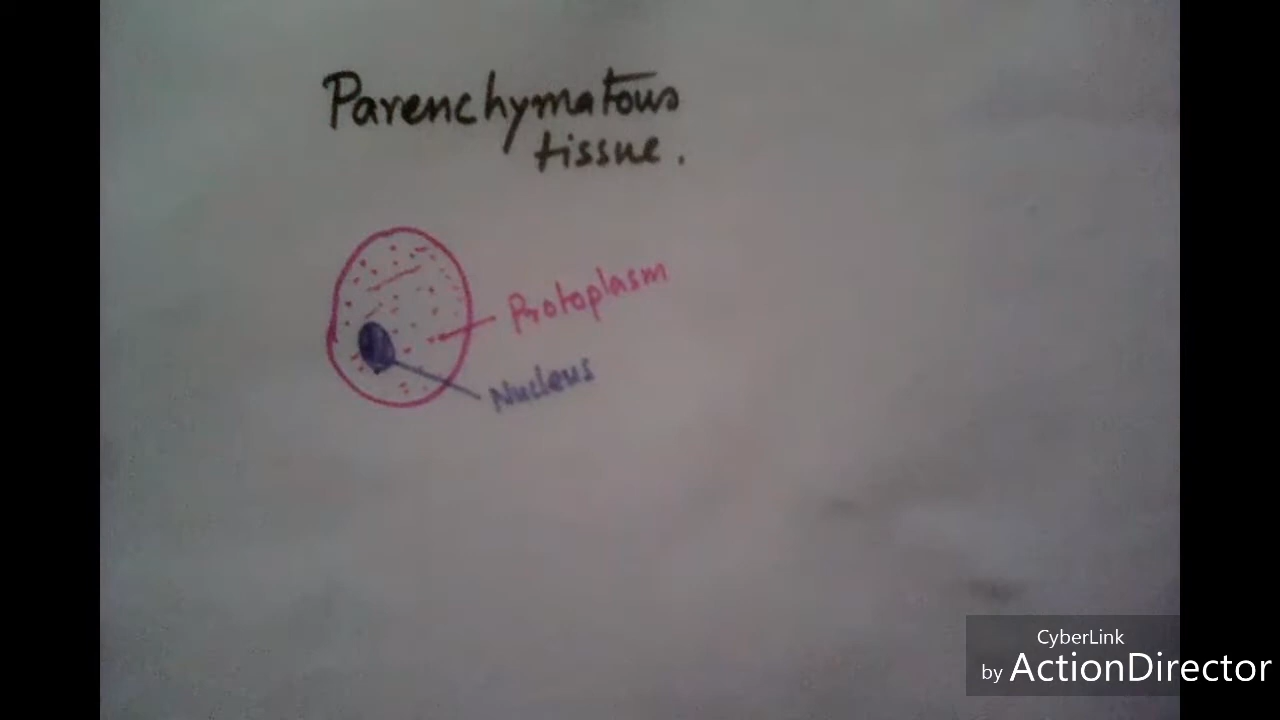 Parenchymatous
tissue.
Protoplasm
Nucleus
CyberLink
by ActionDirector